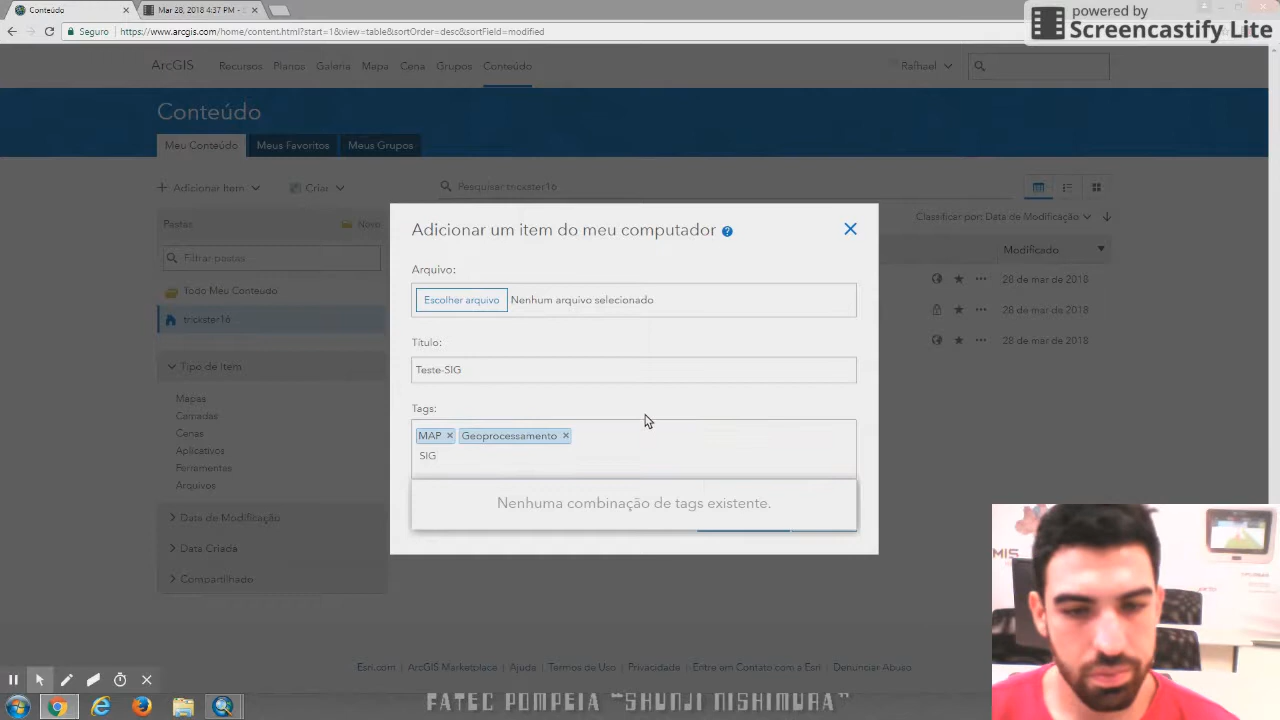 Conteúdo
Mar 28, 2018 4:37 PM -
powered by
Screencastify Lite
Seguro
https://www.arcgis.com/home/content.html?start=1&view=table&sortOrder=desc&sortField=modified
ArcGIS Recursos Planos Galeria Mapa Cena Grupos Conteúdo Rafhael
Conteúdo
Meu Conteúdo Meus Favoritos Meus Grupos
Adicionar Item Criar Pesquisar trickster16
Pastas Novo Classificar por: Data de Modificação
Filtrar pastas
Modificado
Todo Meu Conteúdo
trickster16
28 de mar de 2018
28 de mar de 2018
28 de mar de 2018
Tipo de Item
Mapas
Camadas
Cenas
Aplicativos
Ferramentas
Arquivos
Data de Modificação
Data Criada
Compartilhado
Adicionar um item do meu computador
Arquivo:
Escolher arquivo Nenhum arquivo selecionado
Título:
Teste-SIG
Tags:
MAP × Geoprocessamento ×
SIG
Nenhuma combinação de tags existente.
MIS
Esri.com | ArcGIS Marketplace | Ajuda | Termos de Uso | Privacidade | Entre em Contato com a Esri | Denunciar Abuso
FATEC POMPEIA "SHUNJI NISHIMURA"